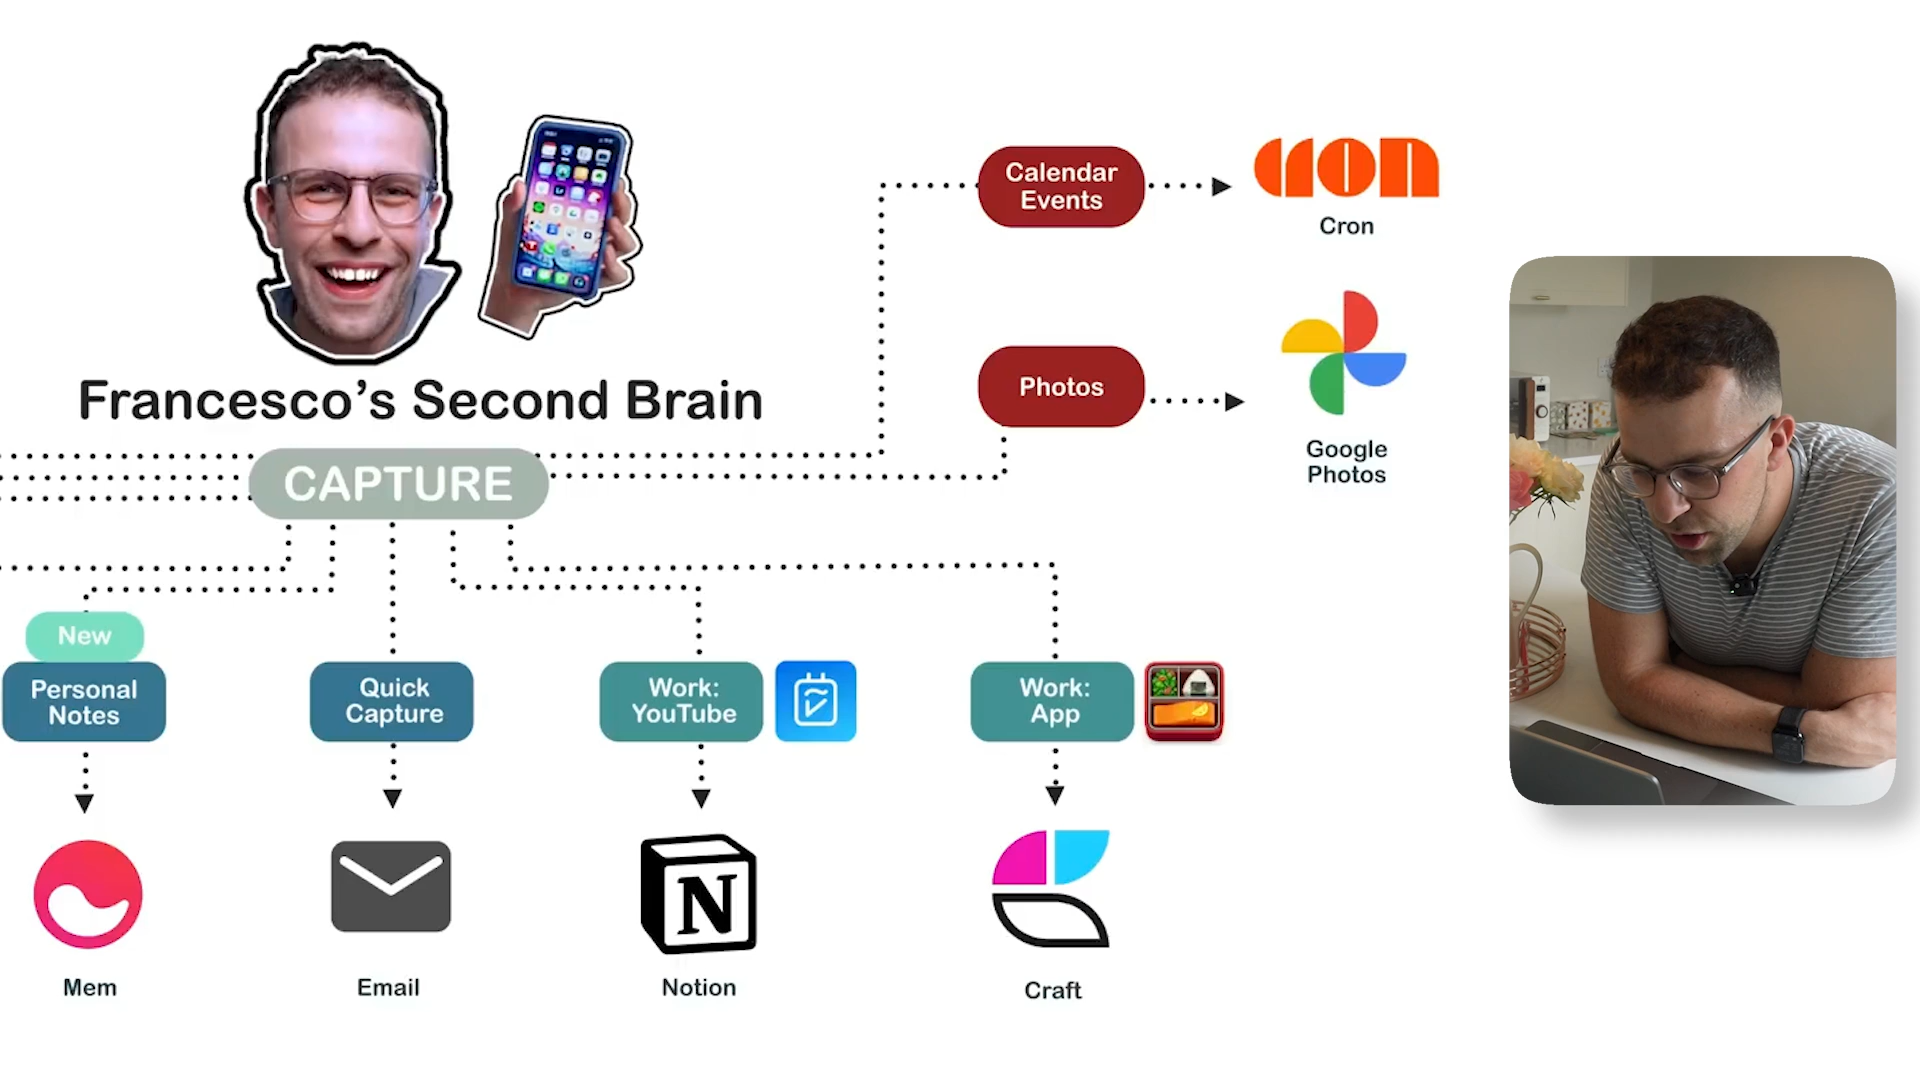 Calendar
Events
cron
Cron
Photos
Google
Photos
Francesco's Second Brain
CAPTURE
New
Personal
Notes
Quick
Capture
Work:
YouTube
Work:
App
N
Mem
Email
Notion
Craft